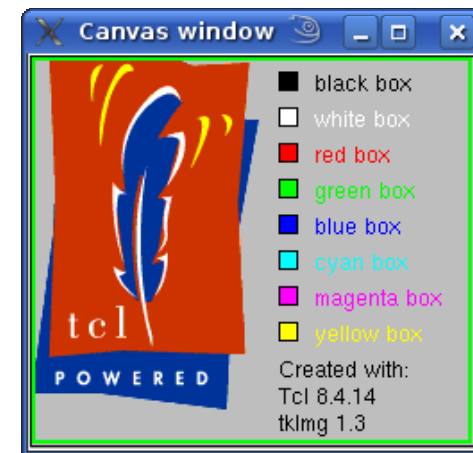 Canvas window
tcl
POWERED
black box
white box
red box
green box
blue box
cyan box
magenta box
yellow box
Created with:
Tcl 8.4.14
tkImg 1.3